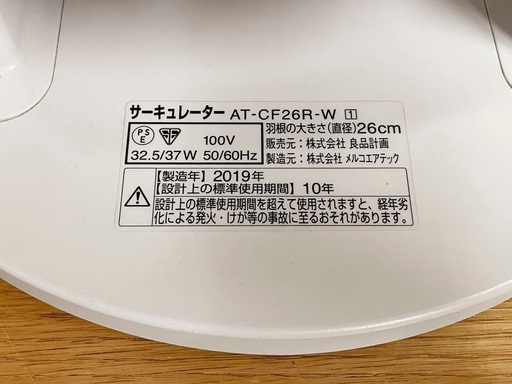 サーキュレーター AT-CF26R-W 1
PSE
100V
32.5/37W 50/60Hz
羽根の大きさ(直径)26cm
販売元：株式会社 良品計画
製造元：株式会社 メルコエアテック
【製造年】2019年
【設計上の標準使用期間】10年
設計上の標準使用期間を超えて使用されますと、経年劣
化による発火・けが等の事故に至るおそれがあります。